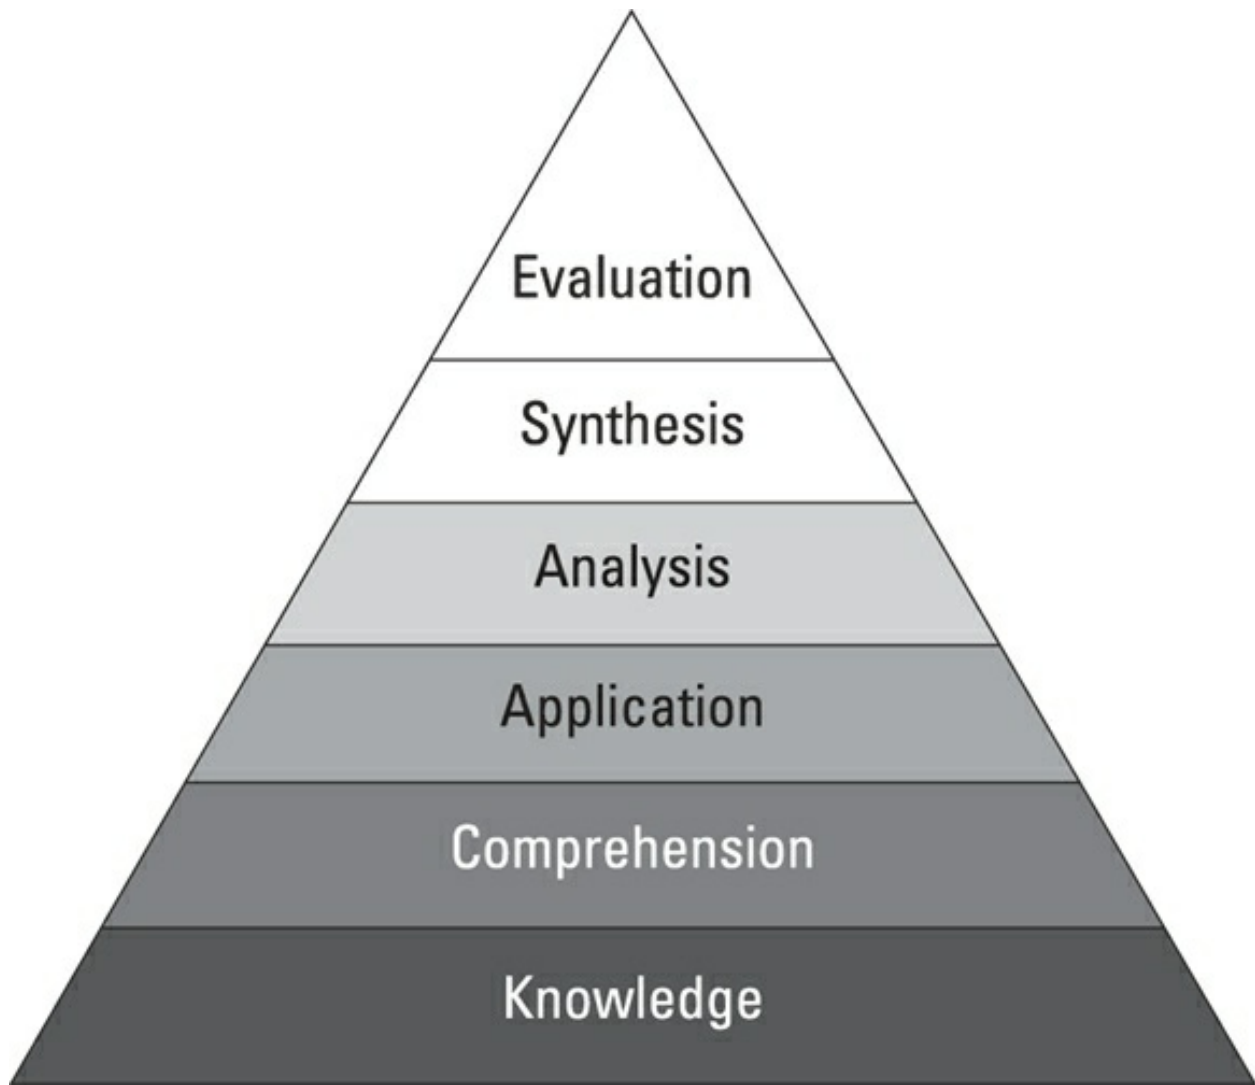 Evaluation
Synthesis
Analysis
Application
Comprehension
Knowledge